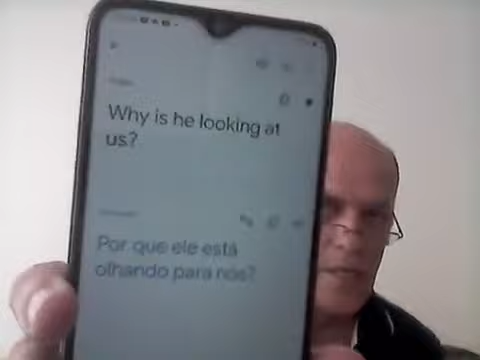 Why is he looking at
us?
Por que ele está
olhando para nós?